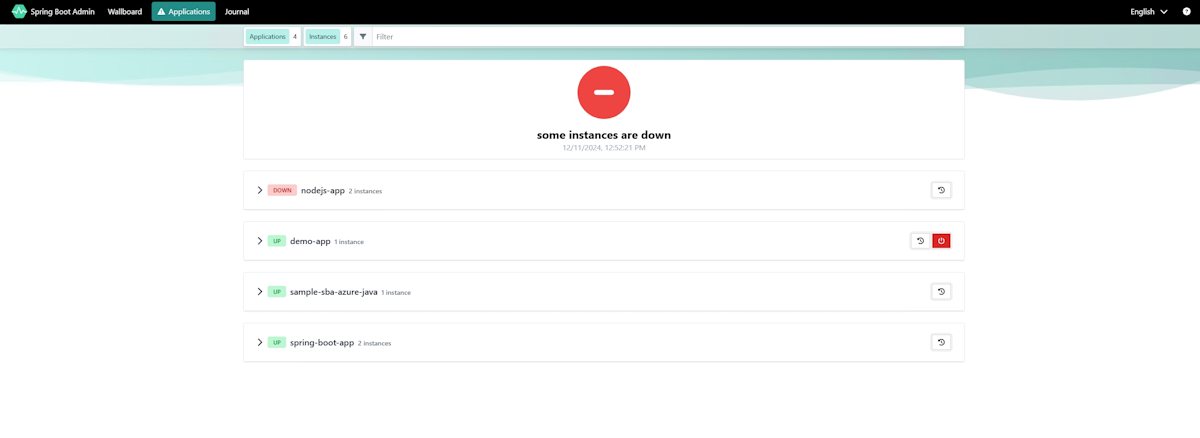 Spring Boot Admin Wallboard Applications Journal English
Applications 4 Instances 6 Filter
some instances are down
12/11/2024, 12:52:21 PM
DOWN nodejs-app 2 instances
UP demo-app 1 instance
UP sample-sba-azure-java 1 instance
UP spring-boot-app 2 instances